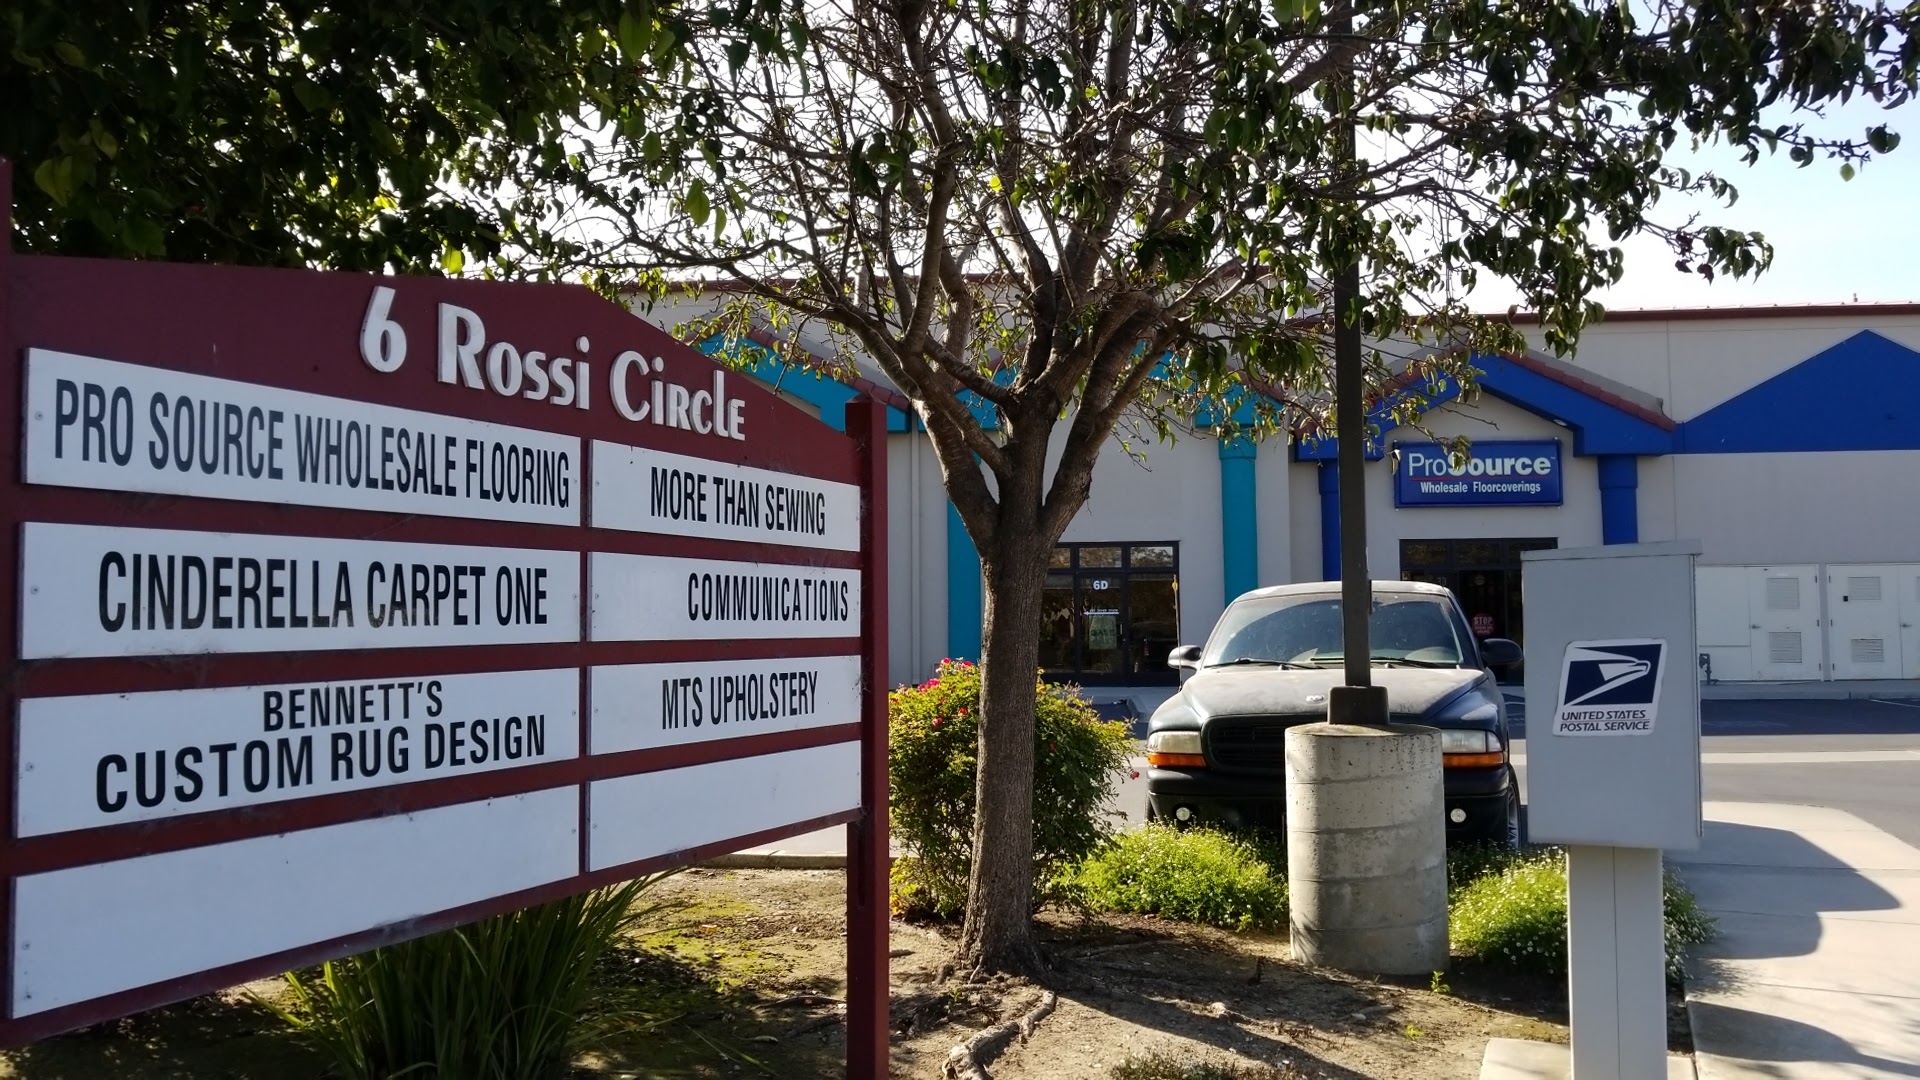 6 Rossi Circle
PRO SOURCE WHOLESALE FLOORING
MORE THAN SEWING
CINDERELLA CARPET ONE
COMMUNICATIONS
BENNETT'S
CUSTOM RUG DESIGN
MTS UPHOLSTERY
ProSource
Wholesale Floorcoverings
6D
STOP
UNITED STATES
POSTAL SERVICE